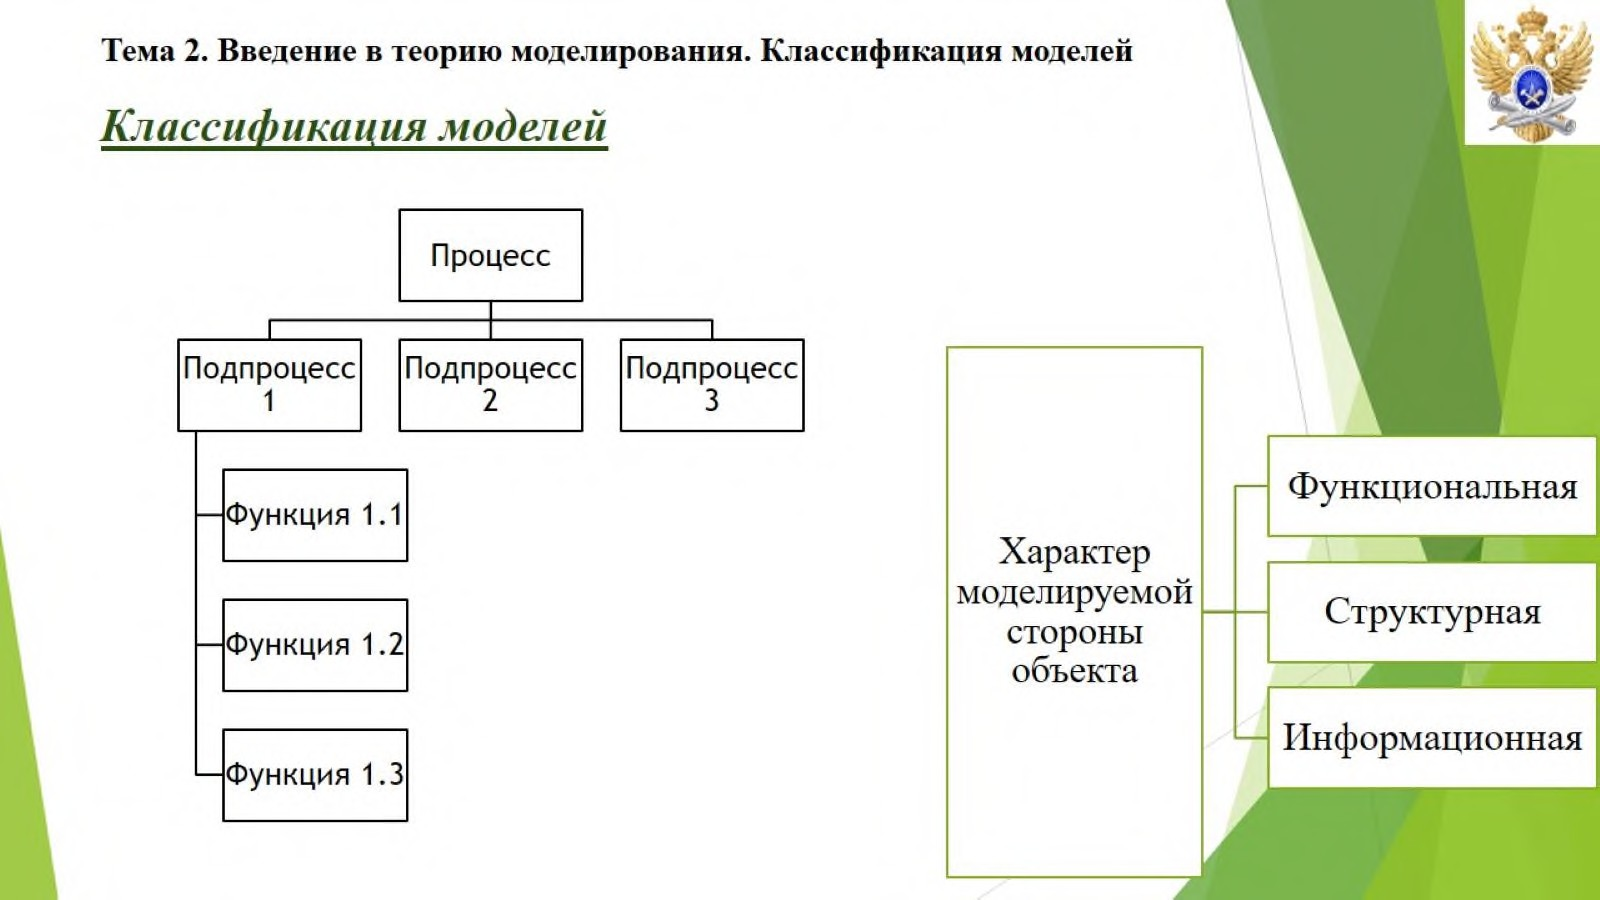 Тема 2. Введение в теорию моделирования. Классификация моделей
Классификация моделей
Процесс
Подпроцесс
1
Подпроцесс
2
Подпроцесс
3
Функция 1.1
Функция 1.2
Функция 1.3
Характер
моделируемой
стороны
объекта
Функциональная
Структурная
Информационная